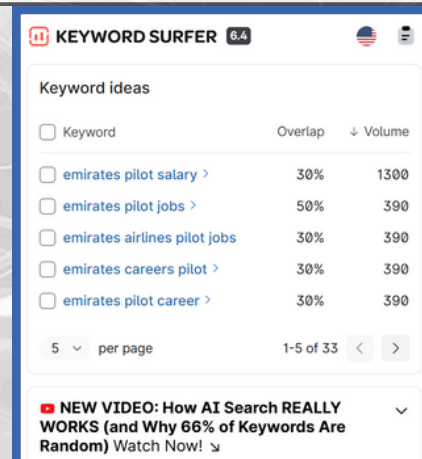 KEYWORD SURFER 6.4
Keyword ideas
Keyword Overlap ↓ Volume
emirates pilot salary > 30% 1300
emirates pilot jobs > 50% 390
emirates airlines pilot jobs 30% 390
emirates careers pilot > 30% 390
emirates pilot career > 30% 390
5 per page 1-5 of 33 < >
NEW VIDEO: How AI Search REALLY
WORKS (and Why 66% of Keywords Are
Random) Watch Now! ↘